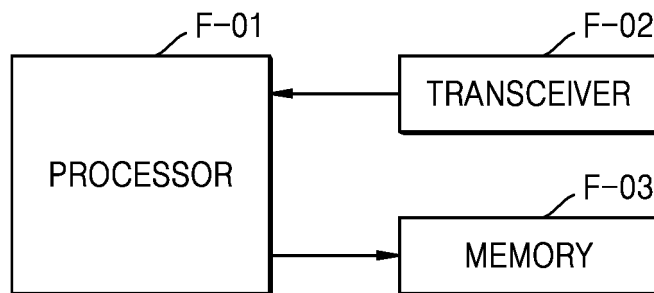 F-01
F-02
TRANSCEIVER
PROCESSOR
F-03
MEMORY